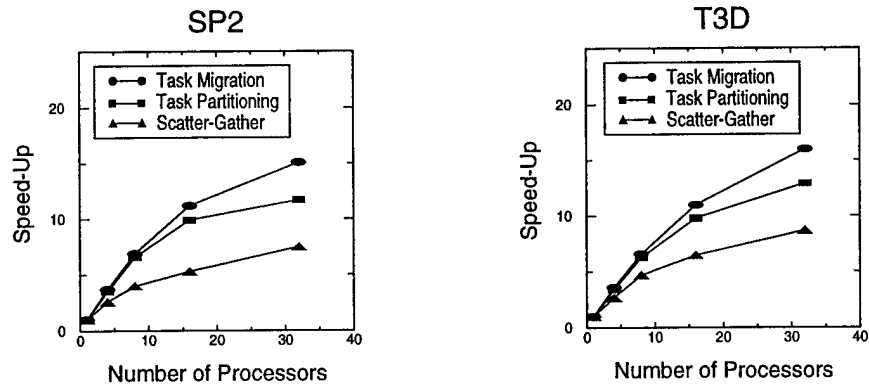 SP2
20
10
0
Speed-Up
Task Migration
Task Partitioning
Scatter-Gather
0 10 20 30 40
Number of Processors
T3D
20
10
0
Speed-Up
Task Migration
Task Partitioning
Scatter-Gather
0 10 20 30 40
Number of Processors